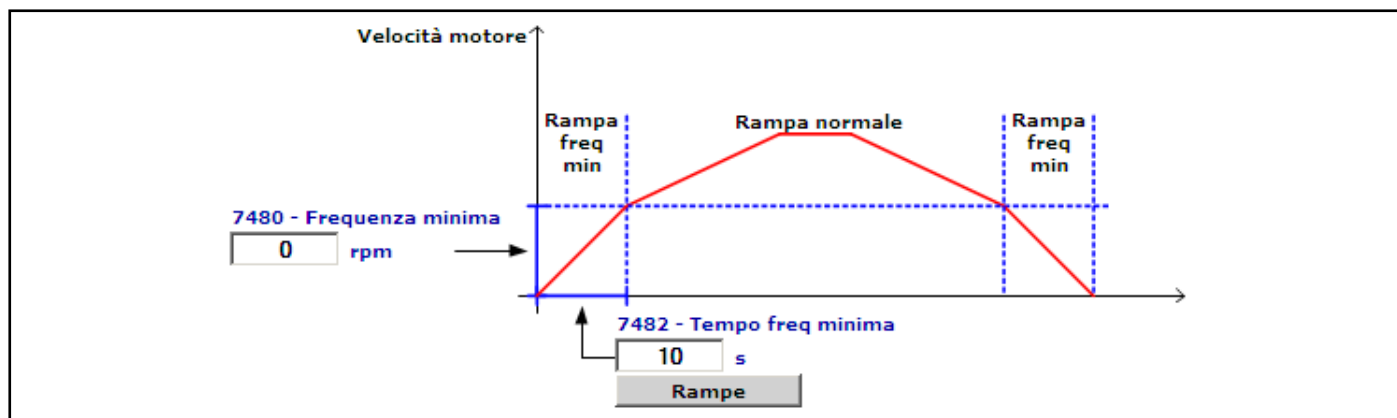 Velocità motore
Rampa
freq
min
Rampa normale
Rampa
freq
min
7480 - Frequenza minima
0 rpm
7482 - Tempo freq minima
10 s
Rampe